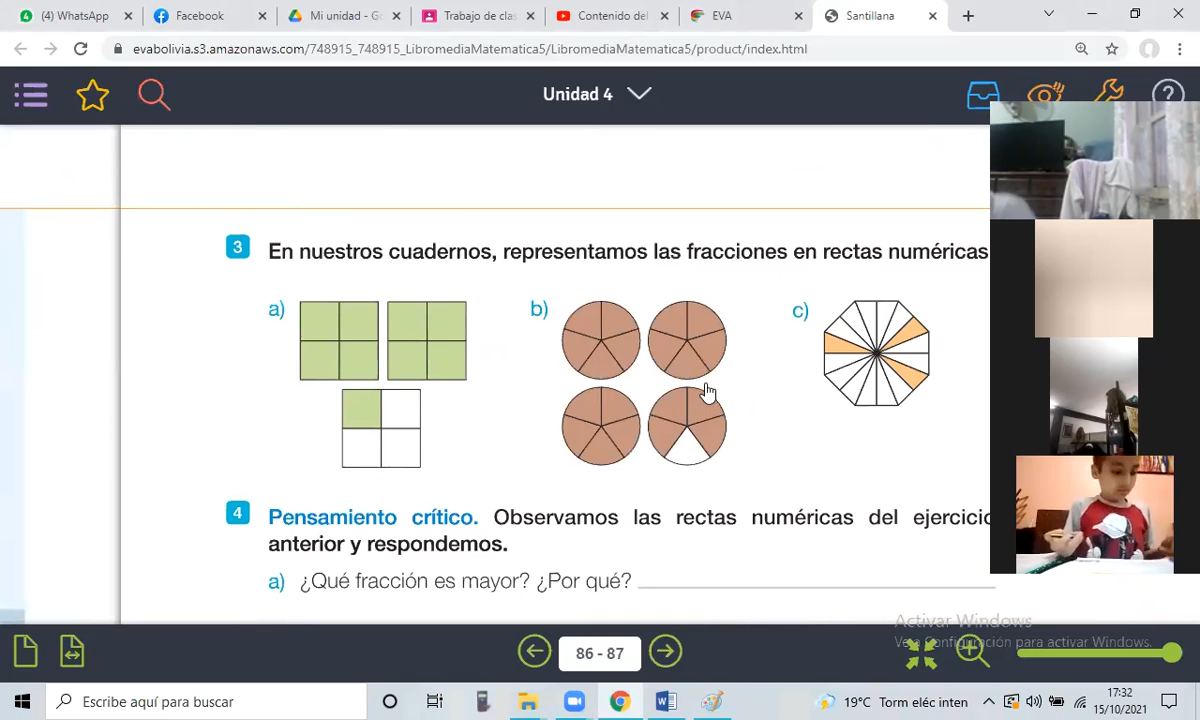 (4) WhatsApp
Facebook
Mi unidad - Go
Trabajo de clas
Contenido del
EVA
Santillana
evabolivia.s3.amazonaws.com/748915_748915_LibromediaMatematica5/LibromediaMatematica5/product/index.html
Unidad 4
3 En nuestros cuadernos, representamos las fracciones en rectas numéricas
a)
b)
c)
4 Pensamiento crítico. Observamos las rectas numéricas del ejercicio
anterior y respondemos.
a) ¿Qué fracción es mayor? ¿Por qué?
Activar Windows
Ve a Configuración para activar Windows.
86 - 87
Escribe aquí para buscar
19°C Torm eléc inten
17:32
15/10/2021